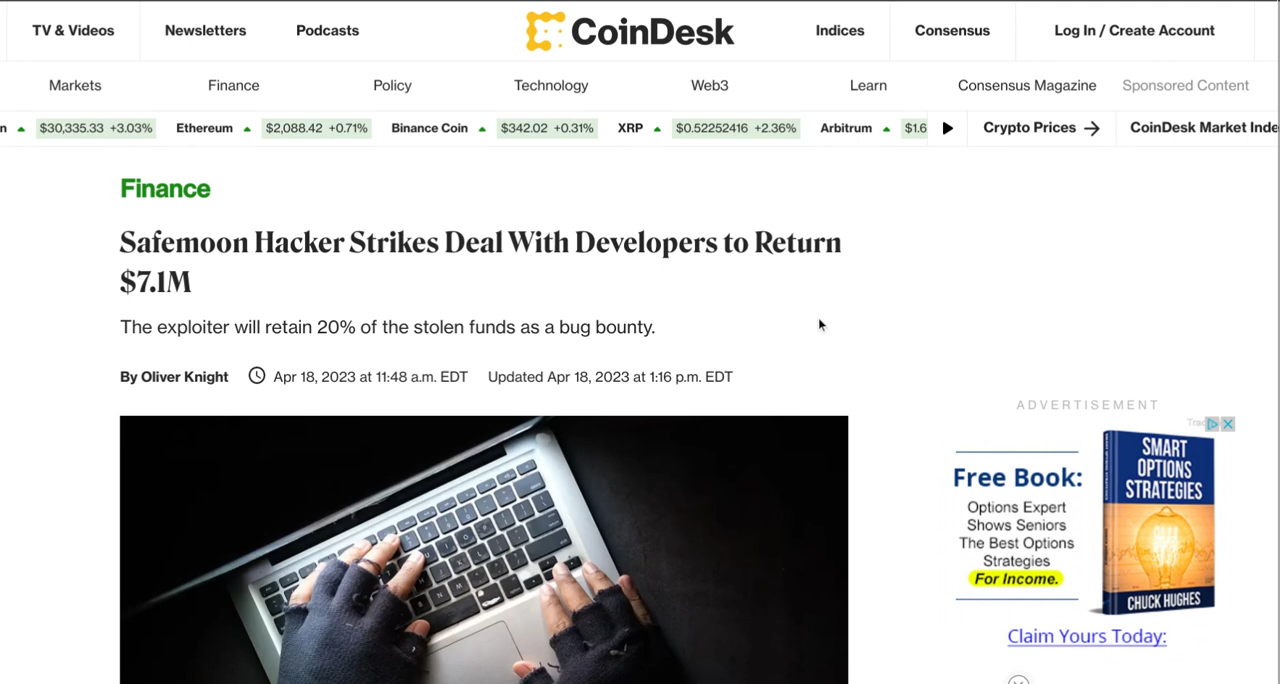 TV & Videos Newsletters Podcasts CoinDesk Indices Consensus Log In / Create Account
Markets Finance Policy Technology Web3 Learn Consensus Magazine Sponsored Content
n $30,335.33 +3.03% Ethereum $2,088.42 +0.71% Binance Coin $342.02 +0.31% XRP $0.52252416 +2.36% Arbitrum $1.6 Crypto Prices → CoinDesk Market Inde
Finance
Safemoon Hacker Strikes Deal With Developers to Return
$7.1M
The exploiter will retain 20% of the stolen funds as a bug bounty.
By Oliver Knight Apr 18, 2023 at 11:48 a.m. EDT Updated Apr 18, 2023 at 1:16 p.m. EDT
ADVERTISEMENT
Free Book:
Options Expert
Shows Seniors
The Best Options
Strategies
For Income.
SMART
OPTIONS
STRATEGIES
CHUCK HUGHES
Claim Yours Today: